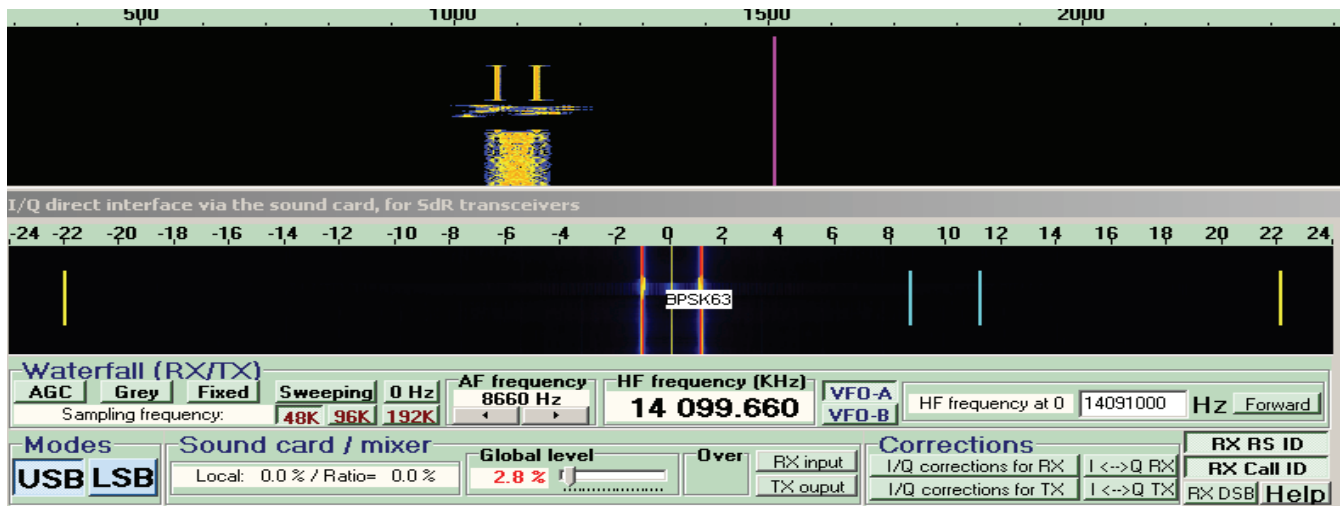 500 1000 1500 2000
I/Q direct interface via the sound card, for SdR transceivers
-24 -22 -20 -18 -16 -14 -12 -10 -8 -6 -4 -2 0 2 4 6 8 10 12 14 16 18 20 22 24
BPSK63
Waterfall (RX/TX)
AGC Grey Fixed Sweeping 0 Hz
Sampling frequency: 48K 96K 192K
AF frequency
8660 Hz
HF frequency (KHz)
14 099.660
VFO-A
VFO-B
HF frequency at 0 14091000 Hz Forward
Modes
USB LSB
Sound card / mixer
Local: 0.0 % / Ratio= 0.0 %
Global level
2.8 %
Over
RX input
TX ouput
Corrections
I/Q corrections for RX I <--> Q RX
I/Q corrections for TX I <--> Q TX
RX RS ID
RX Call ID
RX DSB Help